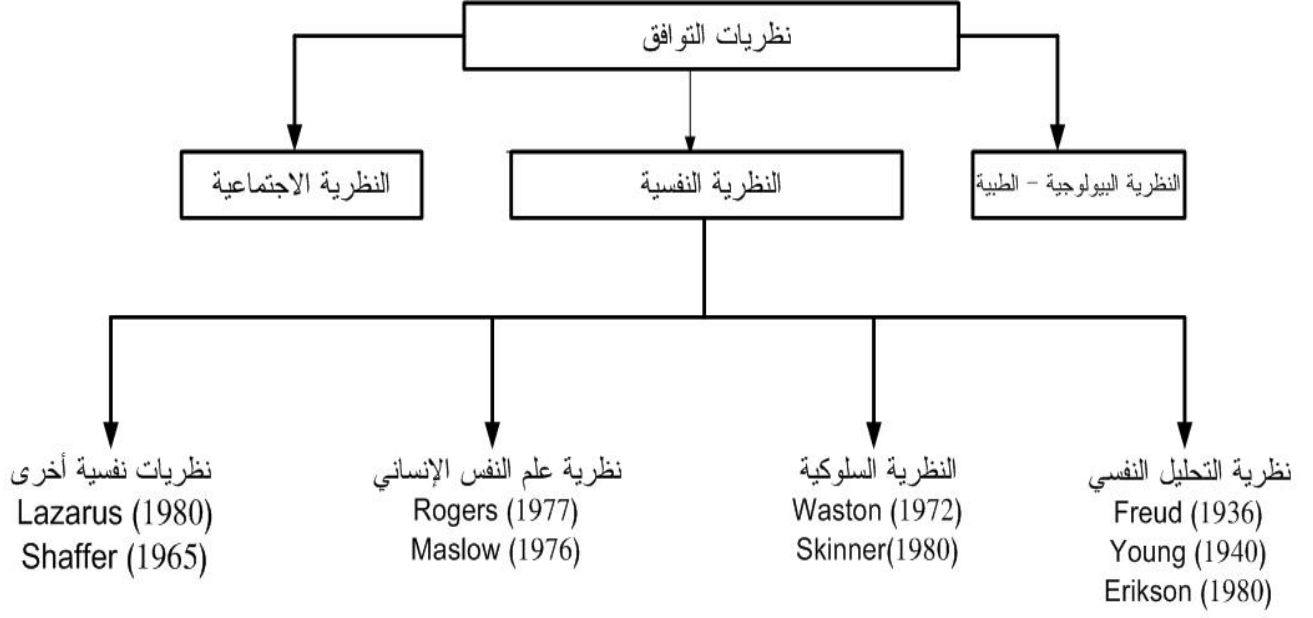 نظريات التوافق
النظرية البيولوجية - الطبية
النظرية النفسية
النظرية الاجتماعية
نظرية التحليل النفسي
Freud (1936)
Young (1940)
Erikson (1980)
النظرية السلوكية
Waston (1972)
Skinner(1980)
نظرية علم النفس الإنساني
Rogers (1977)
Maslow (1976)
نظريات نفسية أخرى
Lazarus (1980)
Shaffer (1965)